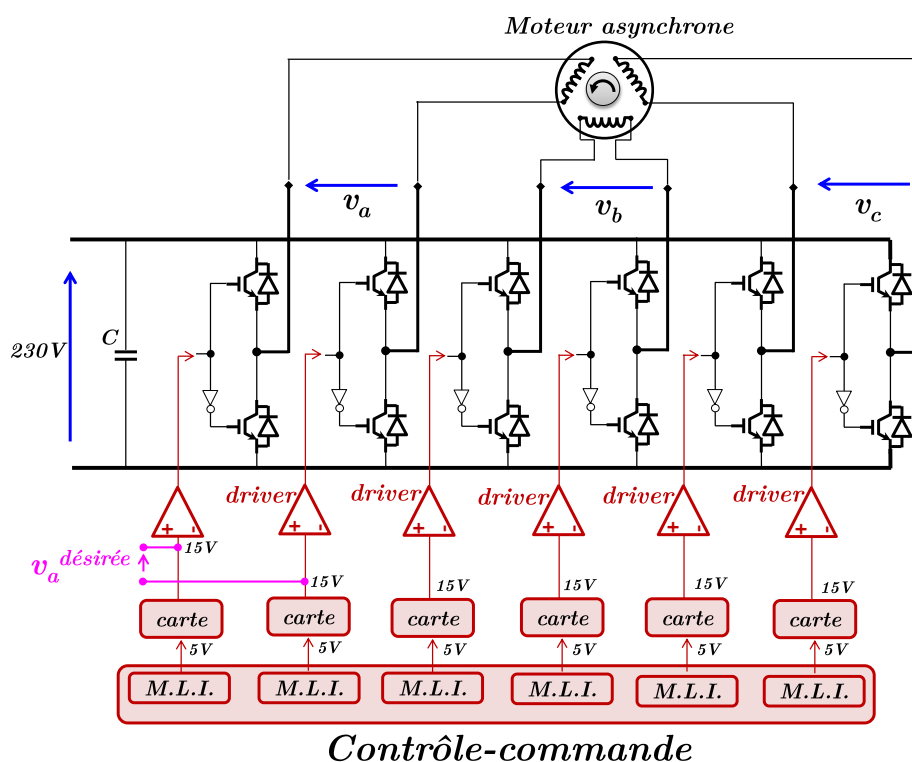 Moteur asynchrone
v_a
v_b
v_c
230V
C
driver
driver
driver
driver
driver
+ -
+ -
+ -
+ -
+ -
+ -
v_a^désirée
15V
15V
15V
15V
15V
15V
carte
carte
carte
carte
carte
carte
5V
5V
5V
5V
5V
5V
M.L.I.
M.L.I.
M.L.I.
M.L.I.
M.L.I.
M.L.I.
Contrôle-commande